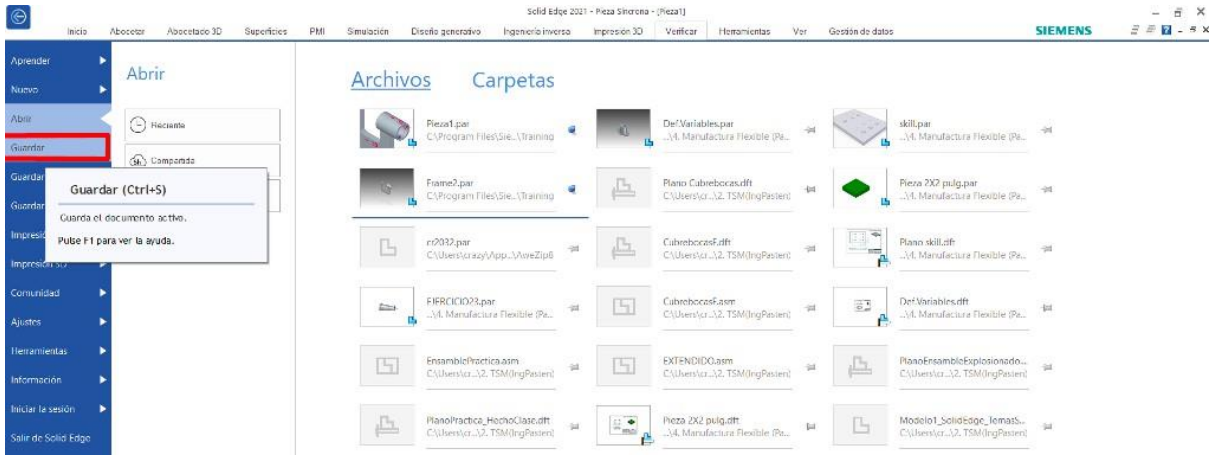 Solid Edge 2021 - Pieza Síncrona - [Pieza1]
Inicio Abocetar Abocetado 3D Superficies PMI Simulación Diseño generativo Ingeniería inversa Impresión 3D Verificar Herramientas Ver Gestión de datos SIEMENS
Aprender
Nuevo
Abrir
Guardar
Guardar
Guardar
Impresió
Impresión 3D
Comunidad
Ajustes
Herramientas
Información
Iniciar la sesión
Salir de Solid Edge
Abrir
Reciente
Compartida
Guardar (Ctrl+S)
Guarda el documento activo.
Pulse F1 para ver la ayuda.
Archivos Carpetas
Pieza1.par
C:\Program Files\Sie...\Training
Def.Variables.par
...\4. Manufactura Flexible (Pa...
skill.par
...\4. Manufactura Flexible (Pa...
Frame2.par
C:\Program Files\Sie...\Training
Plano Cubrebocas.dft
C:\Users\cr...\2. TSM(IngPasten)
Pieza 2X2 pulg.par
...\4. Manufactura Flexible (Pa...
cr2032.par
C:\Users\crazy\App...\AweZip8
CubrebocasF.dft
C:\Users\cr...\2. TSM(IngPasten)
Plano skill.dft
...\4. Manufactura Flexible (Pa...
EJERCICIO23.par
...\4. Manufactura Flexible (Pa...
CubrebocasF.asm
C:\Users\cr...\2. TSM(IngPasten)
Def.Variables.dft
...\4. Manufactura Flexible (Pa...
EnsamblePractica.asm
C:\Users\cr...\2. TSM(IngPasten)
EXTENDIDO.asm
C:\Users\cr...\2. TSM(IngPasten)
PlanoEnsambleExplosionado...
C:\Users\cr...\2. TSM(IngPasten)
PlanoPractica_HechoClase.dft
C:\Users\cr...\2. TSM(IngPasten)
Pieza 2X2 pulg.dft
...\4. Manufactura Flexible (Pa...
Modelo1_SolidEdge_TemasS...
C:\Users\cr...\2. TSM(IngPasten)